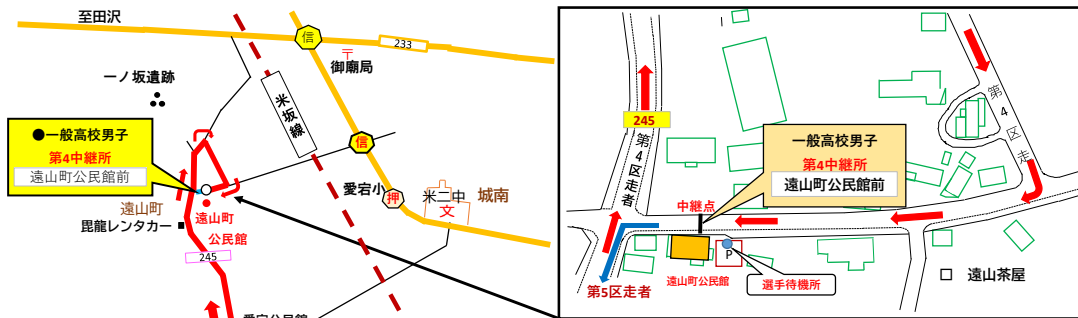 至田沢
信
233
〒
御廟局
一ノ坂遺跡
米坂線
●一般高校男子
第4中継所
遠山町公民館前
信
愛宕小
押
米二中
文
城南
遠山町
遠山町
公民館
毘龍レンタカー
245
245
第4区走者
一般高校男子
第4中継所
遠山町公民館前
第4区走
中継点
P
遠山町公民館
選手待機所
第5区走者
遠山茶屋